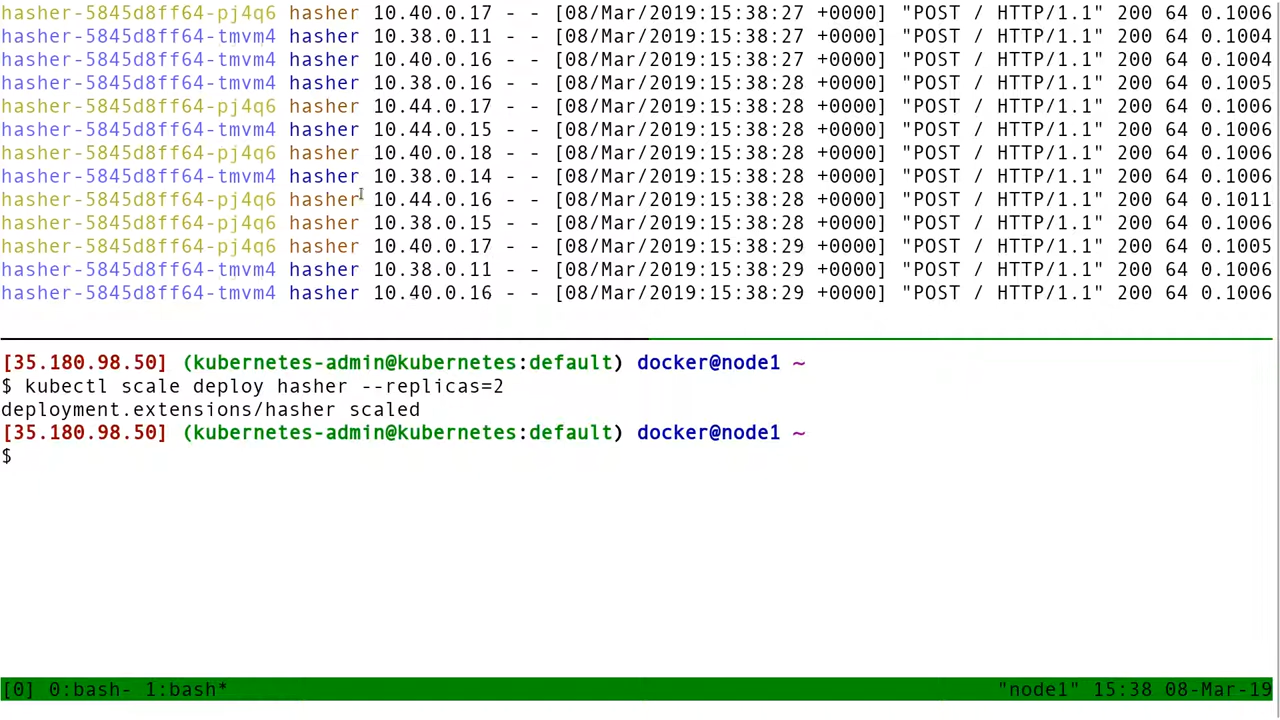 hasher-5845d8ff64-pj4q6 hasher 10.40.0.17 - - [08/Mar/2019:15:38:27 +0000] "POST / HTTP/1.1" 200 64 0.1006
hasher-5845d8ff64-tmvm4 hasher 10.38.0.11 - - [08/Mar/2019:15:38:27 +0000] "POST / HTTP/1.1" 200 64 0.1004
hasher-5845d8ff64-tmvm4 hasher 10.40.0.16 - - [08/Mar/2019:15:38:27 +0000] "POST / HTTP/1.1" 200 64 0.1004
hasher-5845d8ff64-tmvm4 hasher 10.38.0.16 - - [08/Mar/2019:15:38:28 +0000] "POST / HTTP/1.1" 200 64 0.1005
hasher-5845d8ff64-pj4q6 hasher 10.44.0.17 - - [08/Mar/2019:15:38:28 +0000] "POST / HTTP/1.1" 200 64 0.1006
hasher-5845d8ff64-tmvm4 hasher 10.44.0.15 - - [08/Mar/2019:15:38:28 +0000] "POST / HTTP/1.1" 200 64 0.1006
hasher-5845d8ff64-pj4q6 hasher 10.40.0.18 - - [08/Mar/2019:15:38:28 +0000] "POST / HTTP/1.1" 200 64 0.1006
hasher-5845d8ff64-tmvm4 hasher 10.38.0.14 - - [08/Mar/2019:15:38:28 +0000] "POST / HTTP/1.1" 200 64 0.1006
hasher-5845d8ff64-pj4q6 hasher 10.44.0.16 - - [08/Mar/2019:15:38:28 +0000] "POST / HTTP/1.1" 200 64 0.1011
hasher-5845d8ff64-pj4q6 hasher 10.38.0.15 - - [08/Mar/2019:15:38:28 +0000] "POST / HTTP/1.1" 200 64 0.1006
hasher-5845d8ff64-pj4q6 hasher 10.40.0.17 - - [08/Mar/2019:15:38:29 +0000] "POST / HTTP/1.1" 200 64 0.1005
hasher-5845d8ff64-tmvm4 hasher 10.38.0.11 - - [08/Mar/2019:15:38:29 +0000] "POST / HTTP/1.1" 200 64 0.1006
hasher-5845d8ff64-tmvm4 hasher 10.40.0.16 - - [08/Mar/2019:15:38:29 +0000] "POST / HTTP/1.1" 200 64 0.1006
[35.180.98.50] (kubernetes-admin@kubernetes:default) docker@node1 ~
$ kubectl scale deploy hasher --replicas=2
deployment.extensions/hasher scaled
[35.180.98.50] (kubernetes-admin@kubernetes:default) docker@node1 ~
$
[0] 0:bash- 1:bash* "node1" 15:38 08-Mar-19